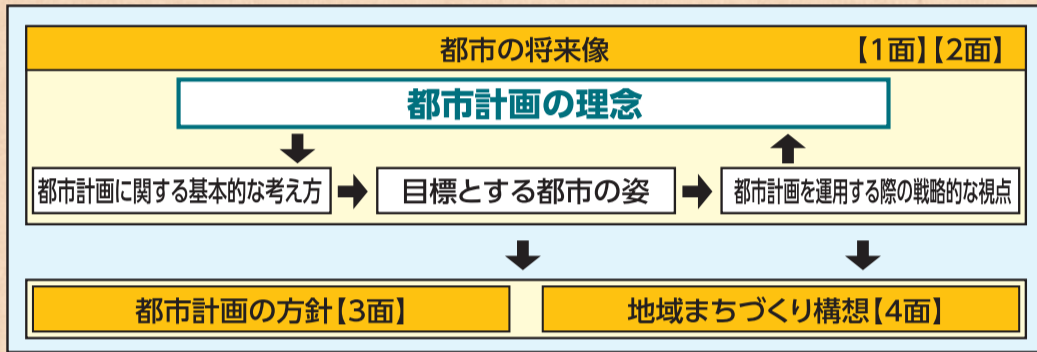 都市の将来像 【1面】【2面】
都市計画の理念
都市計画に関する基本的な考え方
目標とする都市の姿
都市計画を運用する際の戦略的な視点
都市計画の方針【3面】
地域まちづくり構想【4面】